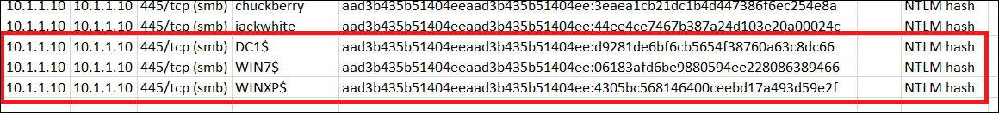 10.1.1.10 10.1.1.10 445/tcp (smb) chuckberry aad3b435b51404eeaad3b435b51404ee:3eaea1cb21dc1b4d447386f6ec254e8a NTLM hash
10.1.1.10 10.1.1.10 445/tcp (smb) jackwhite aad3b435b51404eeaad3b435b51404ee:44ee4ce7467b387a24d103e20a00024c NTLM hash
10.1.1.10 10.1.1.10 445/tcp (smb) DC1$ aad3b435b51404eeaad3b435b51404ee:d9281de6bf6cb5654f38760a63c8dc66 NTLM hash
10.1.1.10 10.1.1.10 445/tcp (smb) WIN7$ aad3b435b51404eeaad3b435b51404ee:06183afd6be9880594ee228086389466 NTLM hash
10.1.1.10 10.1.1.10 445/tcp (smb) WINXP$ aad3b435b51404eeaad3b435b51404ee:4305bc568146400ceebd17a493d59e2f NTLM hash